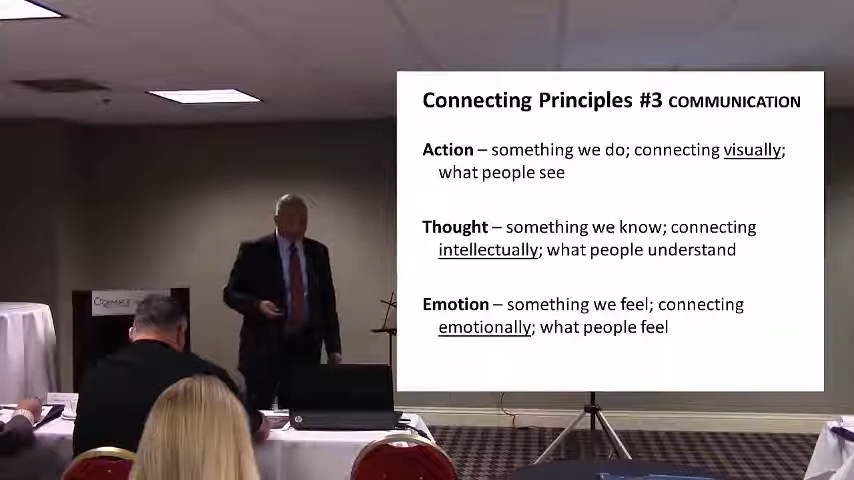 Connecting Principles #3 COMMUNICATION
Action – something we do; connecting visually;
what people see
Thought – something we know; connecting
intellectually; what people understand
Emotion – something we feel; connecting
emotionally; what people feel
hp